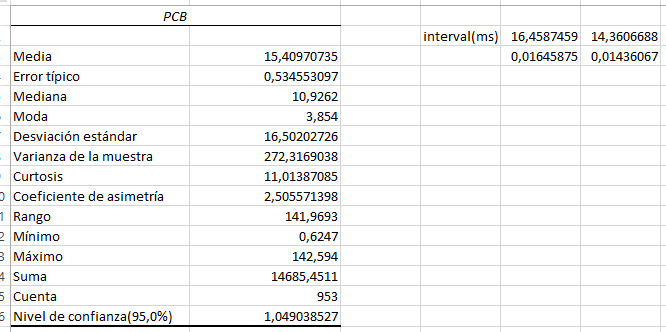 PCB
interval(ms) 16,4587459 14,3606688
Media 15,40970735 0,01645875 0,01436067
Error típico 0,534553097
Mediana 10,9262
Moda 3,854
Desviación estándar 16,50202726
Varianza de la muestra 272,3169038
Curtosis 11,01387085
Coeficiente de asimetría 2,505571398
Rango 141,9693
Mínimo 0,6247
Máximo 142,594
Suma 14685,4511
Cuenta 953
Nivel de confianza(95,0%) 1,049038527